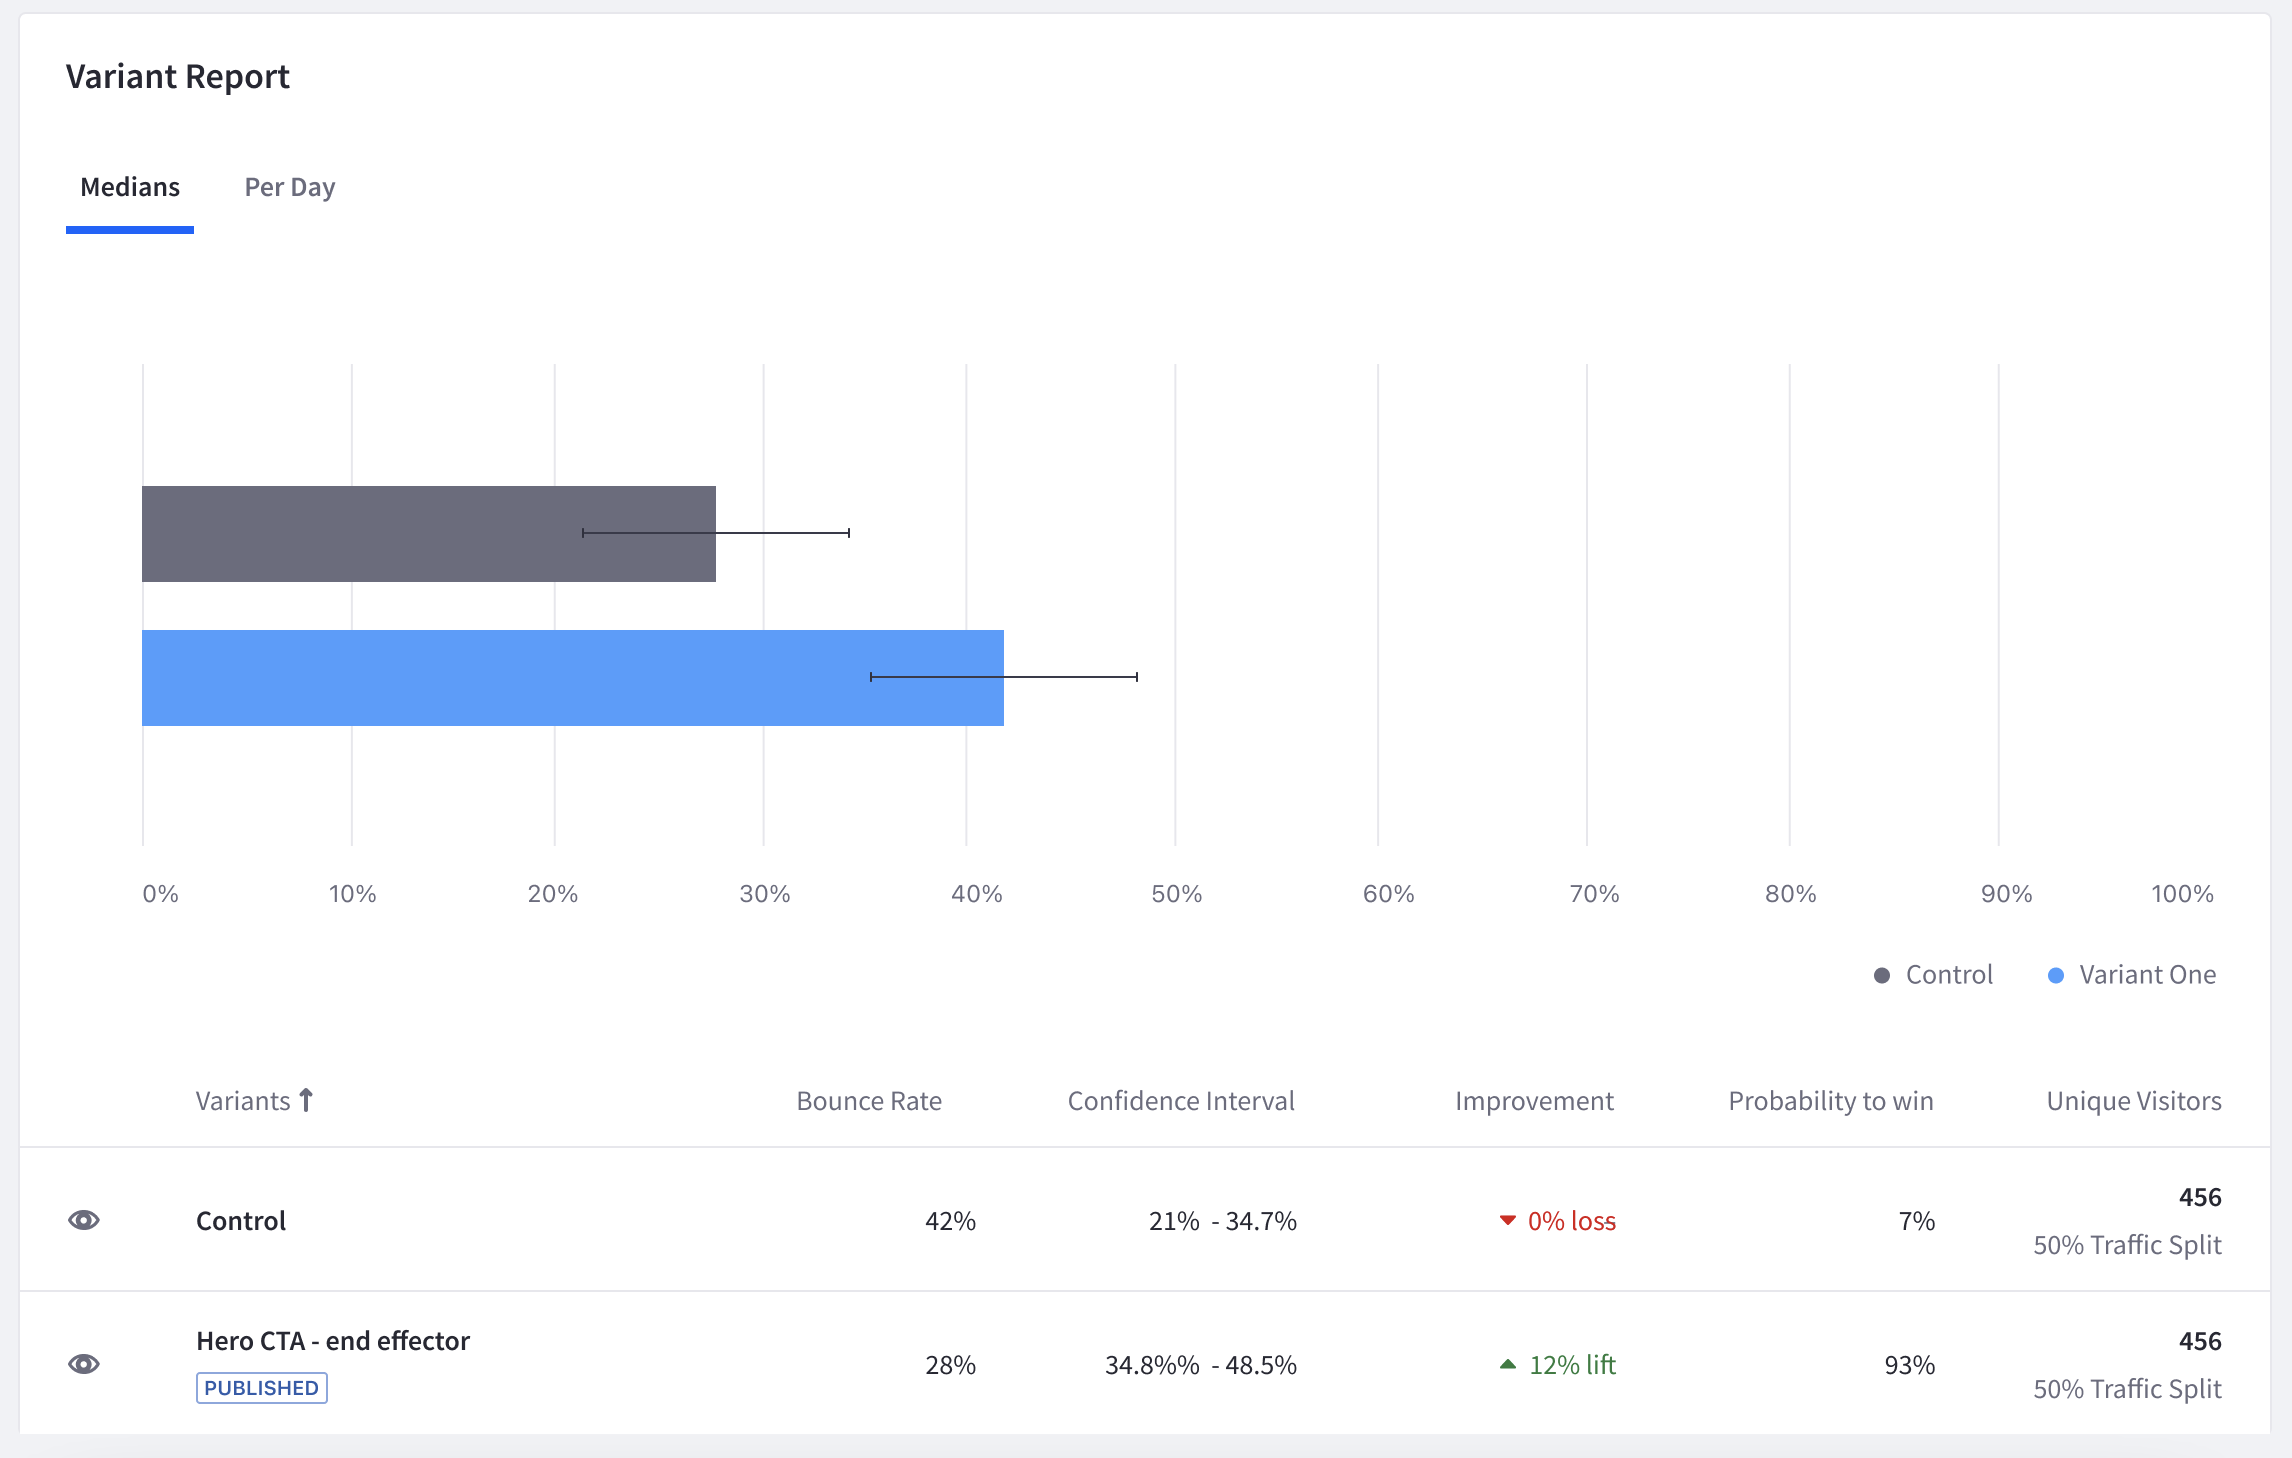 Variant Report
Medians Per Day
0% 10% 20% 30% 40% 50% 60% 70% 80% 90% 100%
Control Variant One
Variants Bounce Rate Confidence Interval Improvement Probability to win Unique Visitors
Control 42% 21% - 34.7% 0% loss 7% 456
50% Traffic Split
Hero CTA - end effector 28% 34.8%% - 48.5% 12% lift 93% 456
PUBLISHED 50% Traffic Split